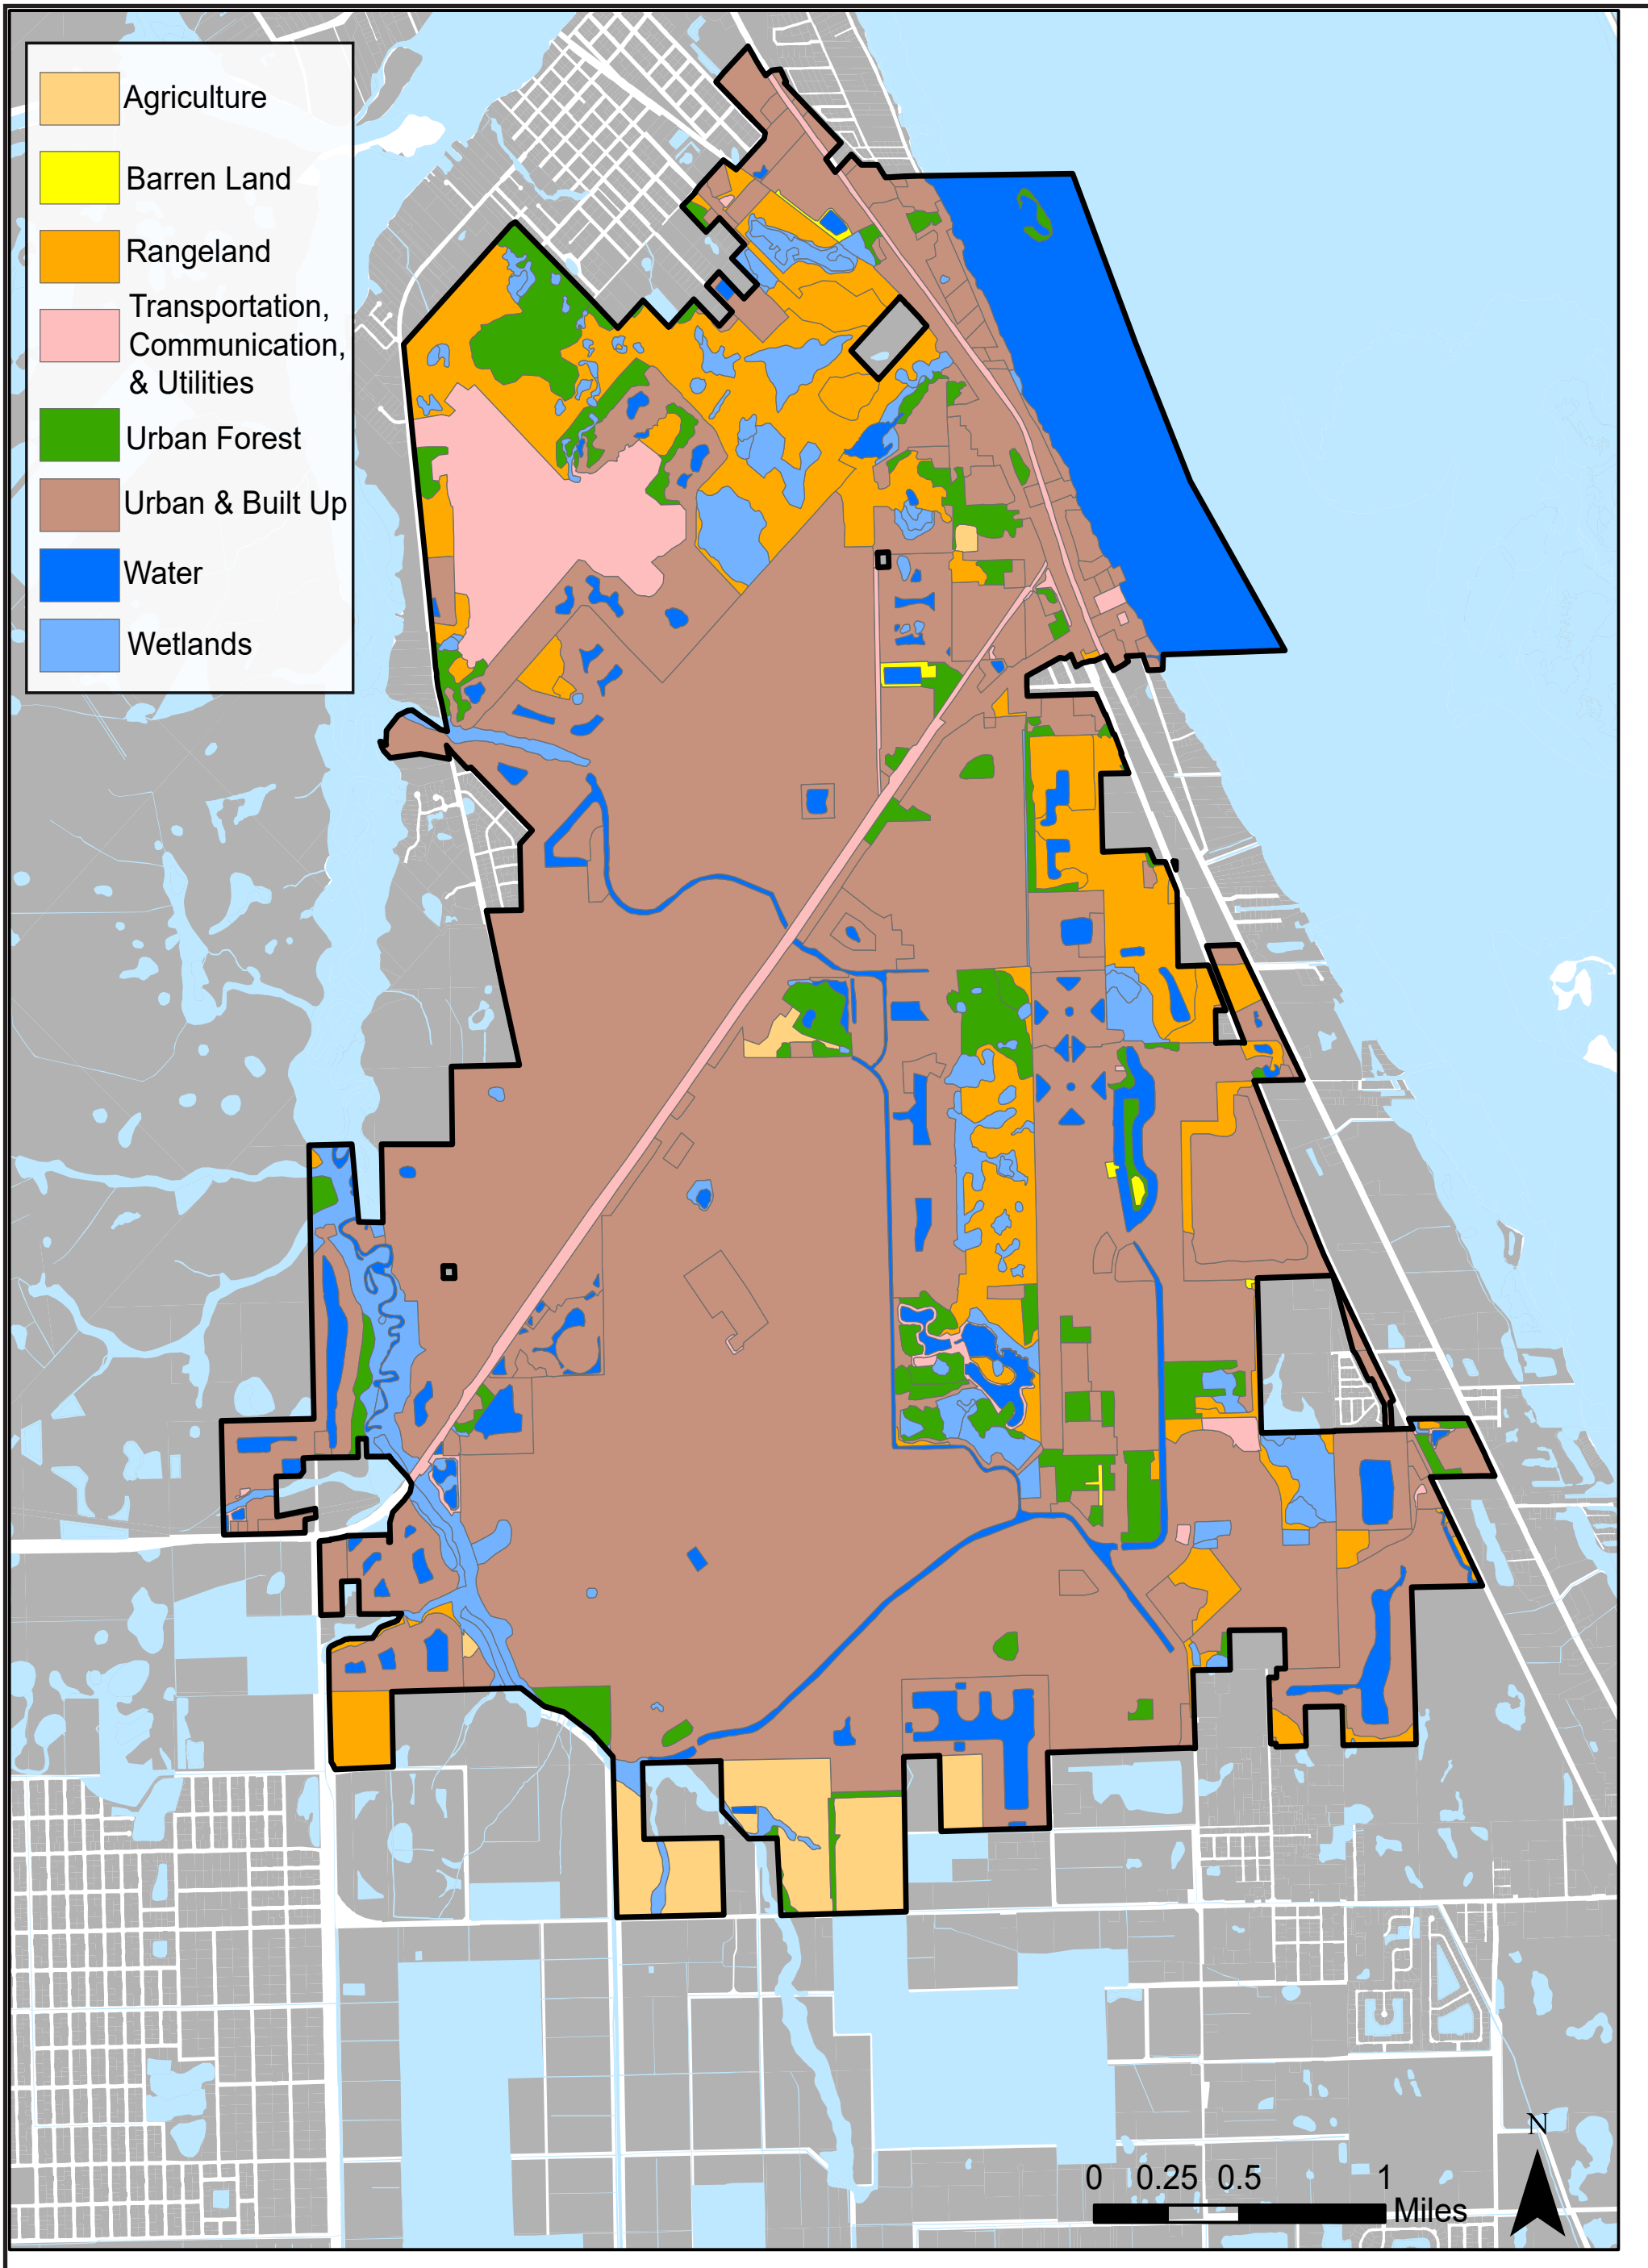 Agriculture
Barren Land
Rangeland
Transportation,
Communication,
& Utilities
Urban Forest
Urban & Built Up
Water
Wetlands
N
0 0.25 0.5 1
Miles